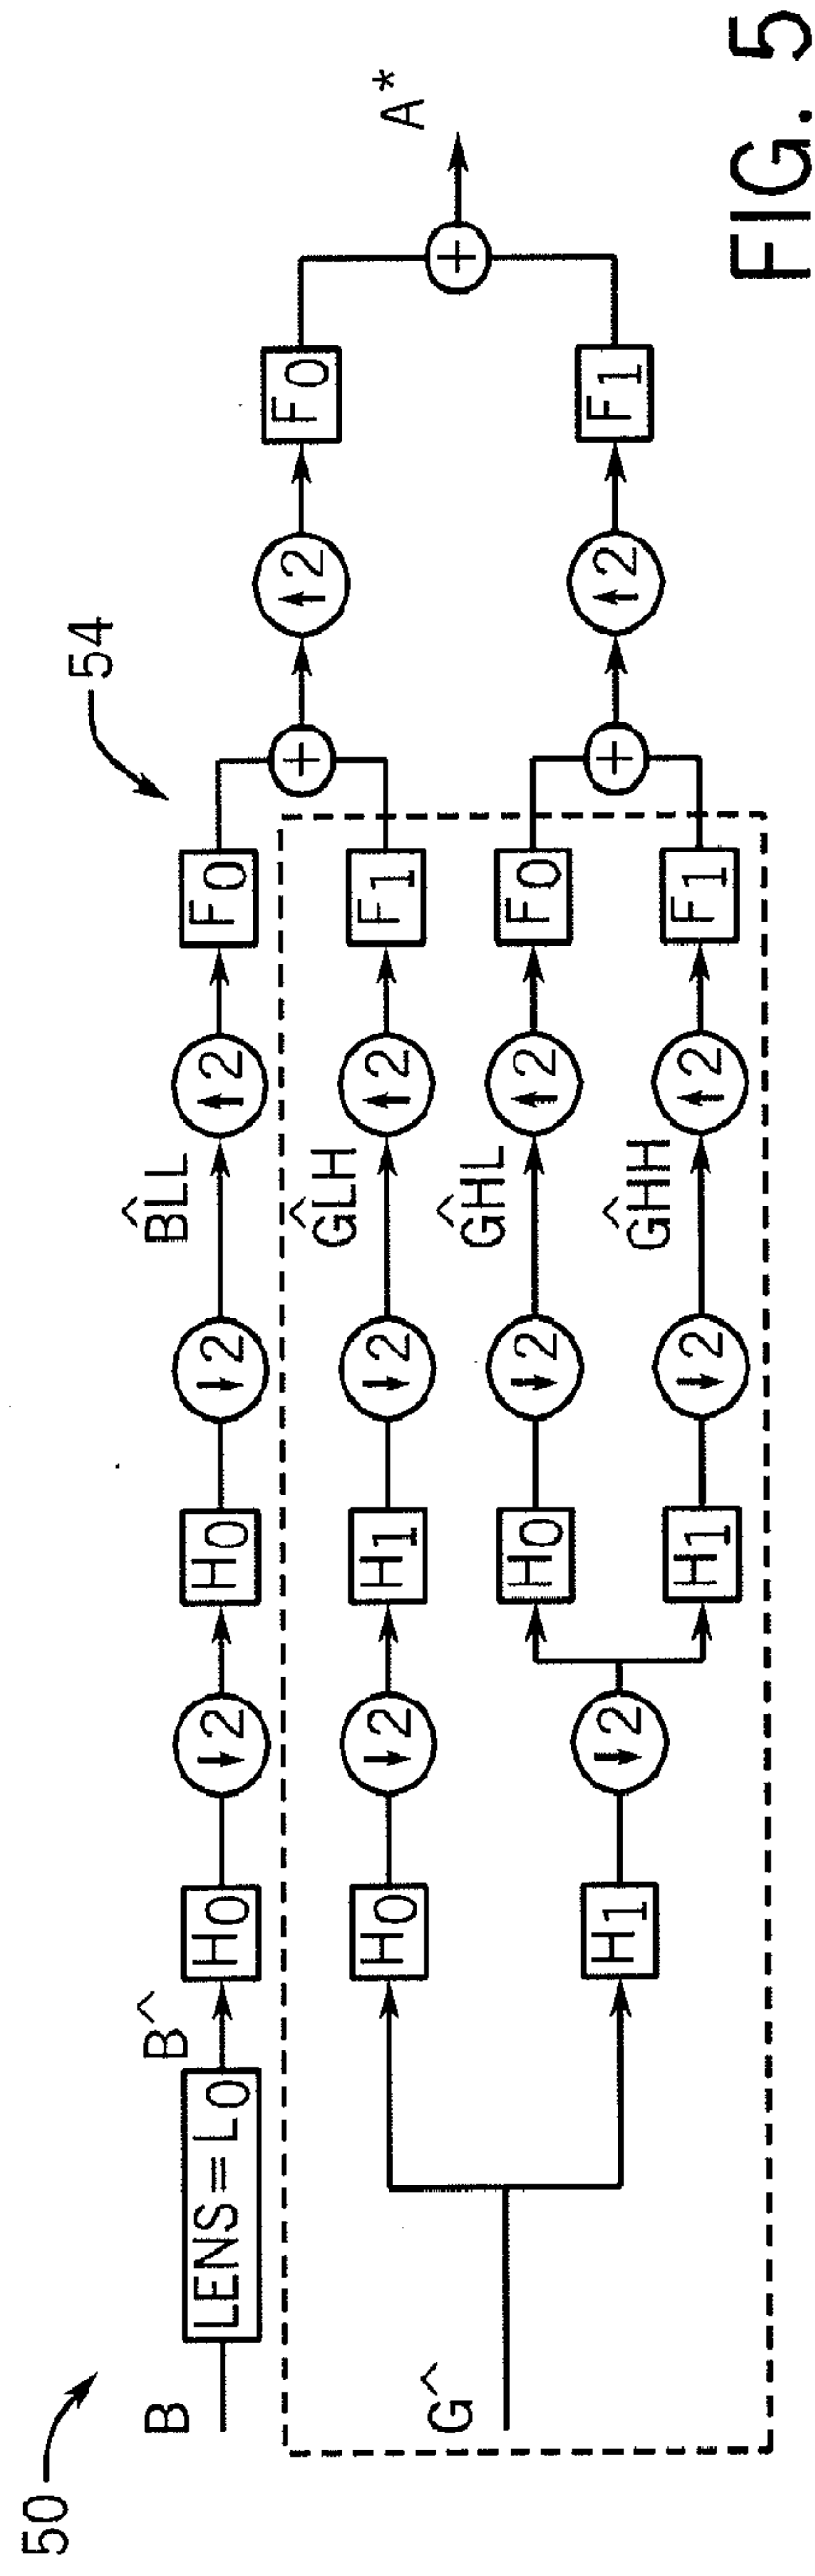 50
54
B
LENS=L0
B^
H0
↓2
H0
↓2
B̂LL
↑2
F0
+
↑2
F0
G^
H0
↓2
H1
↓2
ĜLH
↑2
F1
+
A*
H1
↓2
H0
↓2
ĜHL
↑2
F0
+
↑2
F1
H1
↓2
ĜHH
↑2
F1
FIG. 5